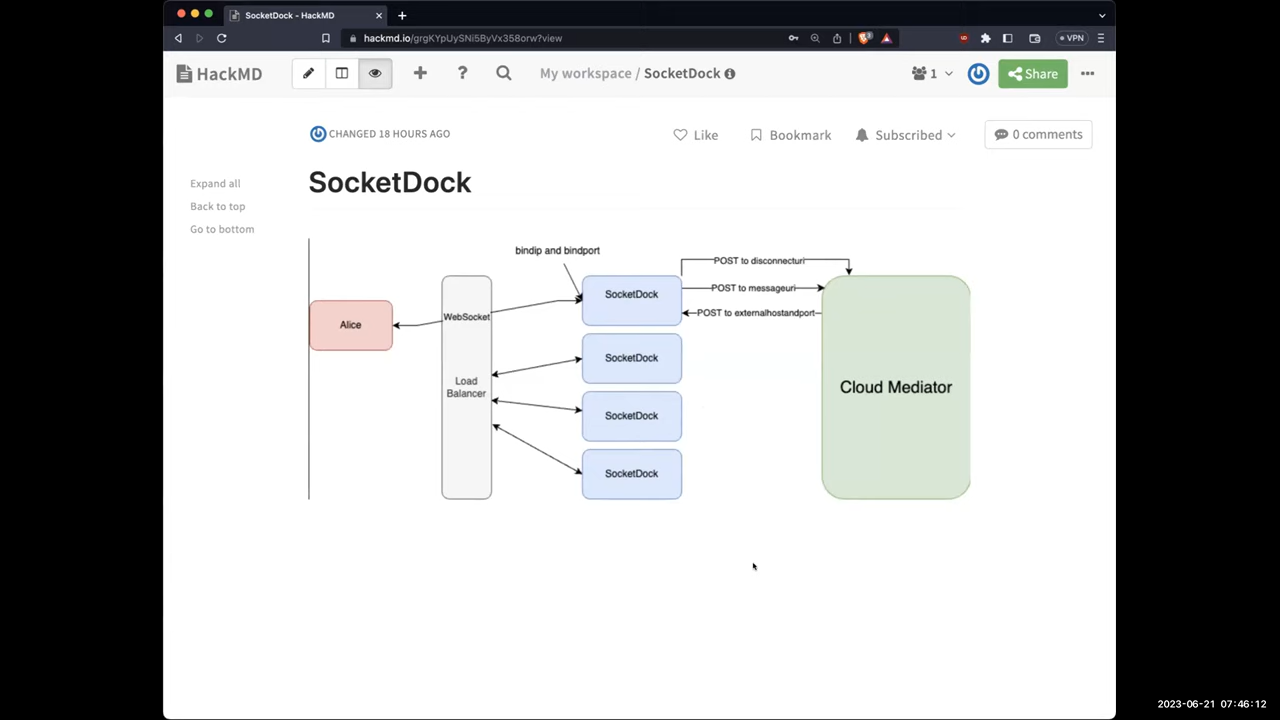 SocketDock - HackMD
hackmd.io/grgKYpUySNi5ByVx358orw?view
VPN
HackMD
My workspace / SocketDock
1
Share
CHANGED 18 HOURS AGO
Like
Bookmark
Subscribed
0 comments
Expand all
Back to top
Go to bottom
SocketDock
bindip and bindport
POST to disconnecturi
SocketDock
POST to messageuri
POST to externalhostandport
WebSocket
Alice
SocketDock
Load
Balancer
Cloud Mediator
SocketDock
SocketDock
2023-06-21 07:46:12